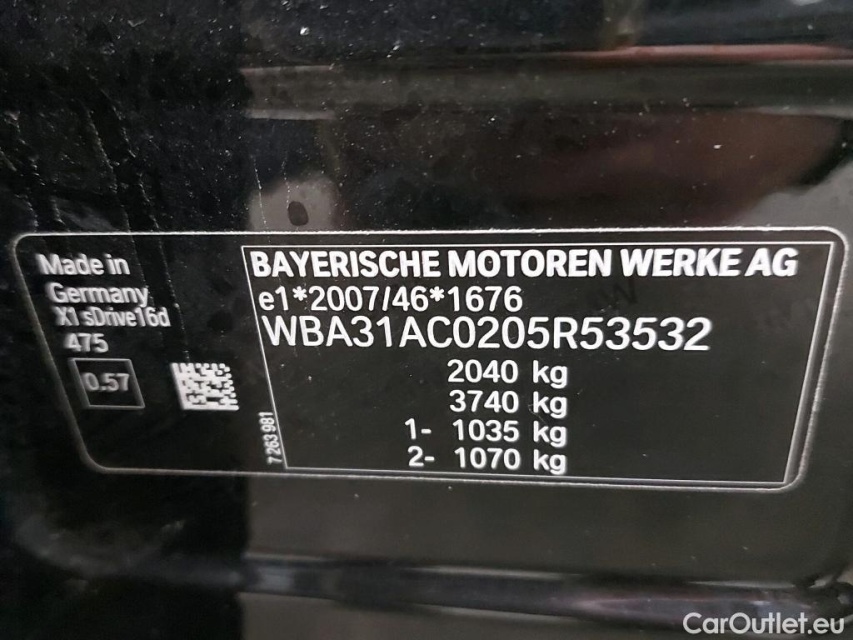 Made in
Germany
X1 sDrive16d
475
0.57
7 263 981
BAYERISCHE MOTOREN WERKE AG
e1*2007/46*1676
WBA31AC0205R53532
2040 kg
3740 kg
1- 1035 kg
2- 1070 kg
CarOutlet.eu